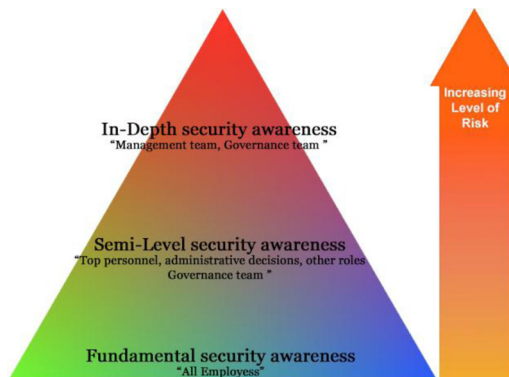 In-Depth security awareness
“Management team, Governance team ”
Increasing
Level of
Risk
Semi-Level security awareness
“Top personnel, administrative decisions, other roles
Governance team ”
Fundamental security awareness
“All Employess”